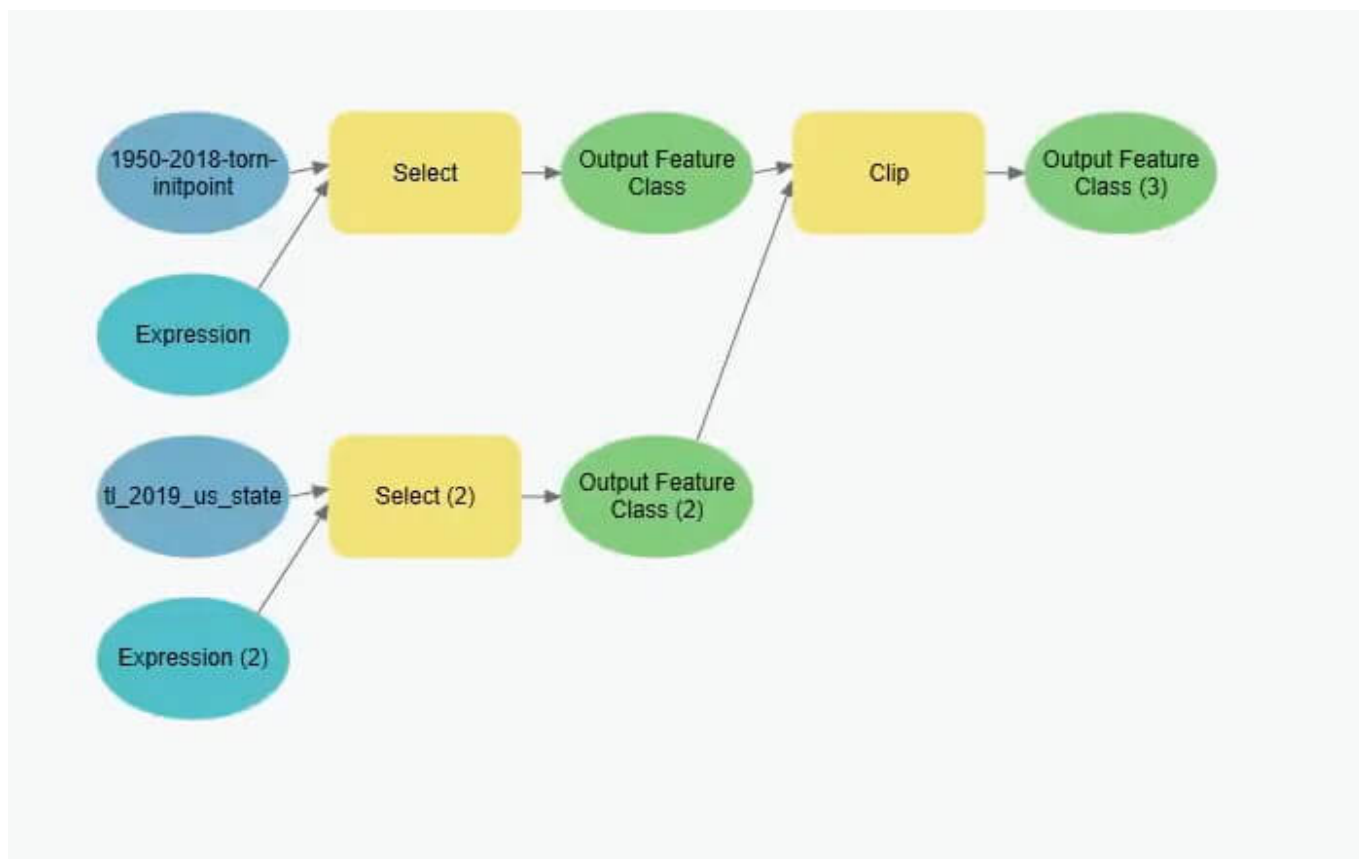 1950-2018-torn-
initpoint
Select
Output Feature
Class
Clip
Output Feature
Class (3)
Expression
tl_2019_us_state
Select (2)
Output Feature
Class (2)
Expression (2)